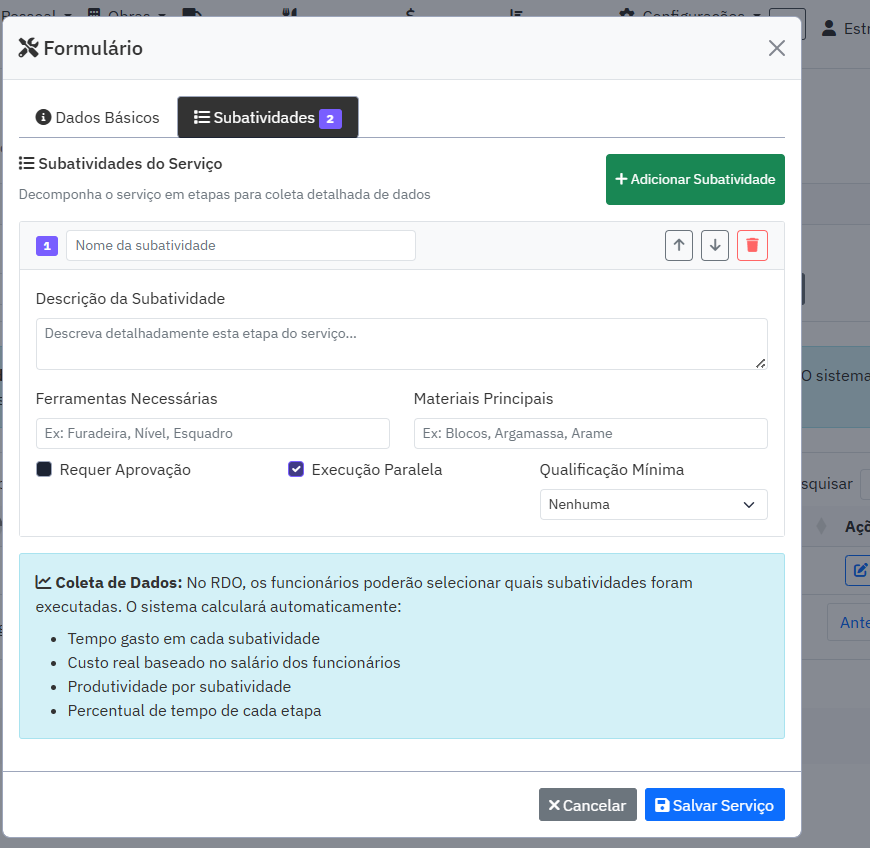 Pessoal
Obras
Configurações
Formulário
Dados Básicos
Subatividades 2
Subatividades do Serviço
Decomponha o serviço em etapas para coleta detalhada de dados
Adicionar Subatividade
1 Nome da subatividade
Descrição da Subatividade
Descreva detalhadamente esta etapa do serviço...
Ferramentas Necessárias
Materiais Principais
Ex: Furadeira, Nível, Esquadro
Ex: Blocos, Argamassa, Arame
Requer Aprovação
Execução Paralela
Qualificação Mínima
Nenhuma
Coleta de Dados: No RDO, os funcionários poderão selecionar quais subatividades foram
executadas. O sistema calculará automaticamente:
Tempo gasto em cada subatividade
Custo real baseado no salário dos funcionários
Produtividade por subatividade
Percentual de tempo de cada etapa
Cancelar
Salvar Serviço
O sistema
squisar